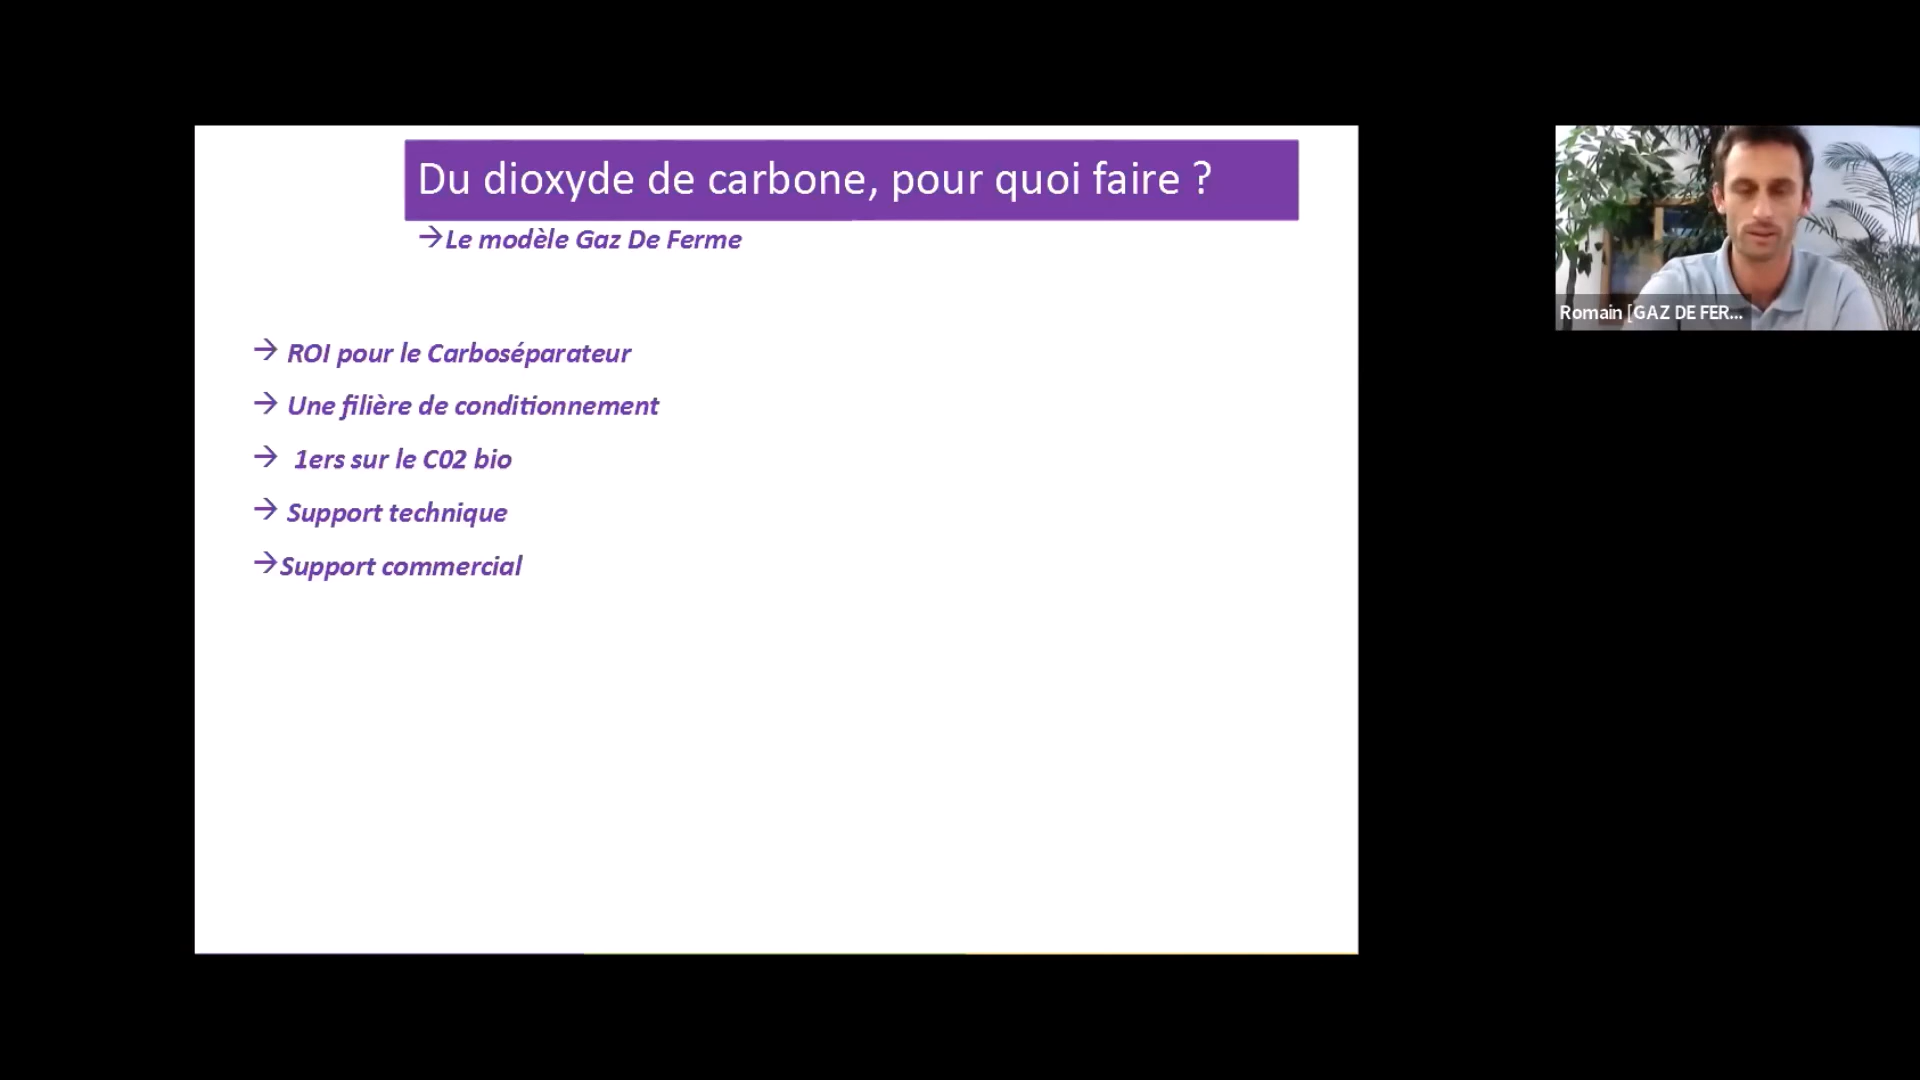 Du dioxyde de carbone, pour quoi faire ?
→Le modèle Gaz De Ferme
→ ROI pour le Carboséparateur
→ Une filière de conditionnement
→ 1ers sur le C02 bio
→ Support technique
→Support commercial
Romain [GAZ DE FER...